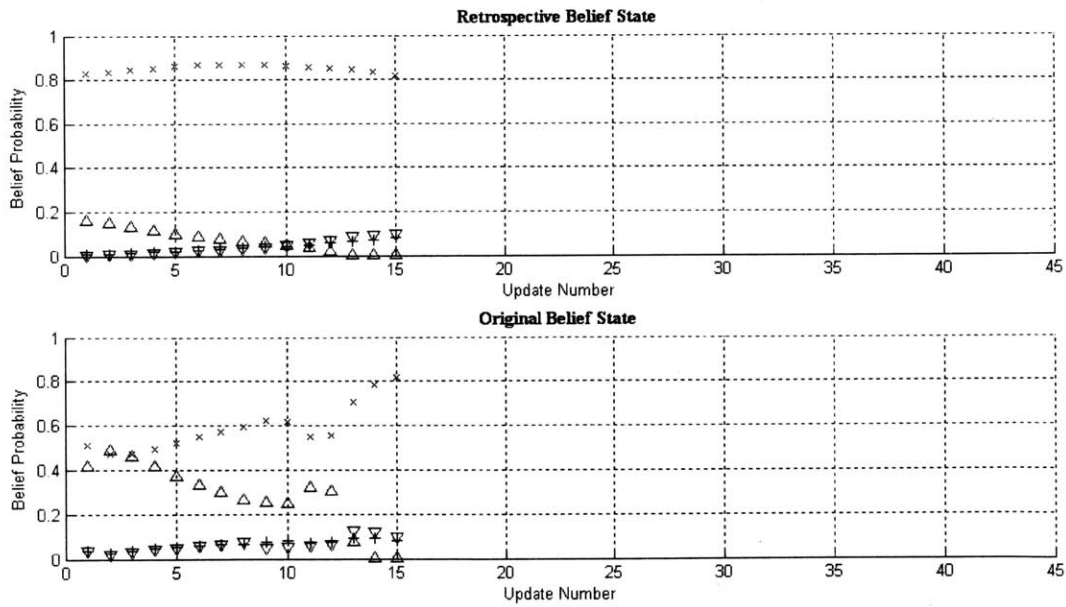 Retrospective Belief State
1
0.8
0.6
0.4
0.2
0
Belief Probability
0 5 10 15 20 25 30 35 40 45
Update Number
Original Belief State
1
0.8
0.6
0.4
0.2
0
Belief Probability
0 5 10 15 20 25 30 35 40 45
Update Number